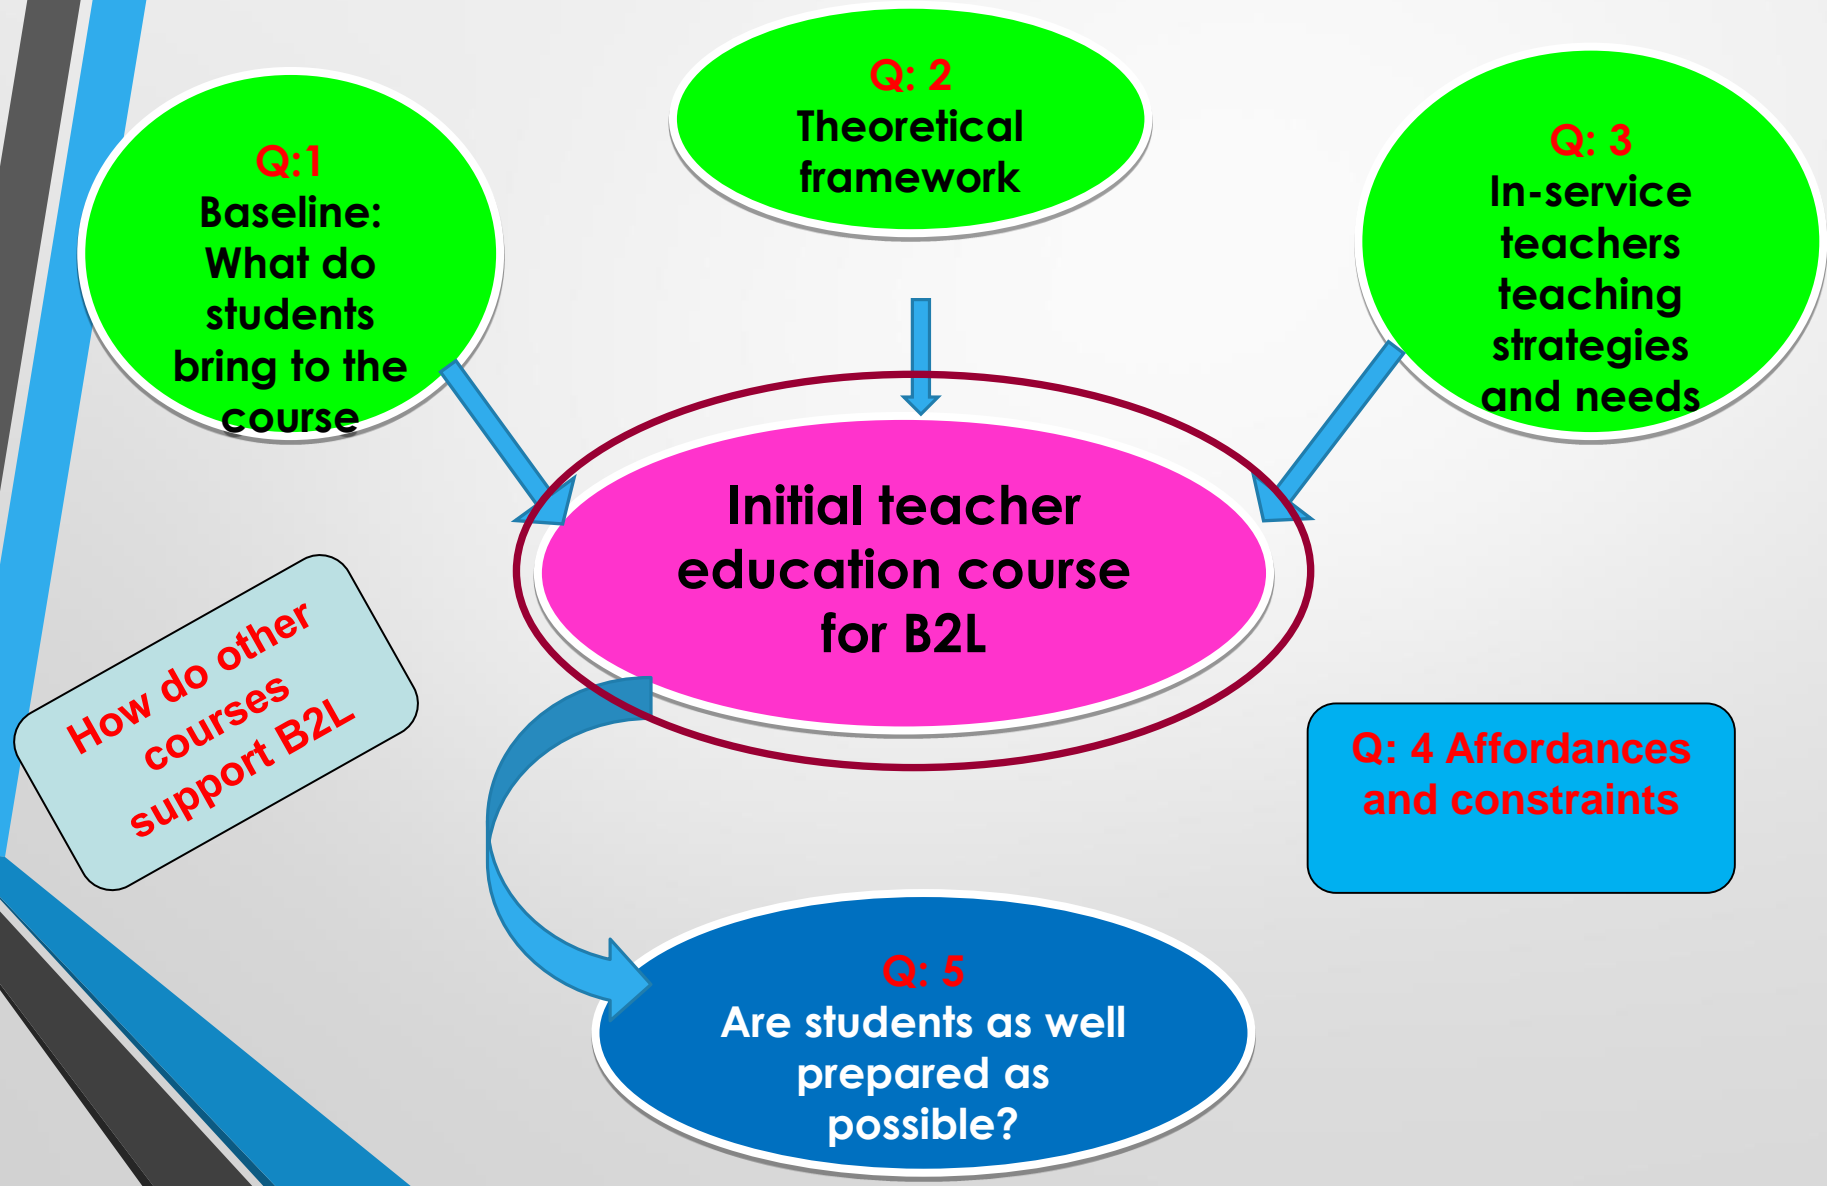 Q:1
Baseline:
What do
students
bring to the
course
Q: 2
Theoretical
framework
Q: 3
In-service
teachers
teaching
strategies
and needs
Initial teacher
education course
for B2L
How do other
courses
support B2L
Q: 4 Affordances
and constraints
Q: 5
Are students as well
prepared as
possible?